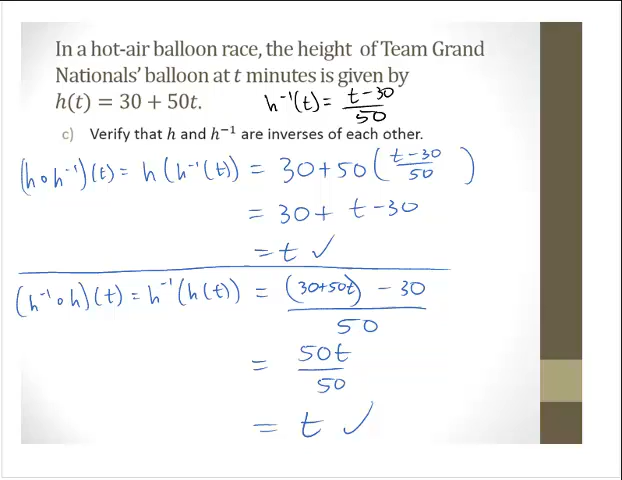 In a hot-air balloon race, the height of Team Grand
Nationals' balloon at t minutes is given by
h(t) = 30 + 50t.
h⁻¹(t) = (t - 30)/50
c) Verify that h and h⁻¹ are inverses of each other.
(h ∘ h⁻¹)(t) = h(h⁻¹(t)) = 30 + 50((t - 30)/50)
= 30 + t - 30
= t ✓
(h⁻¹ ∘ h)(t) = h⁻¹(h(t)) = ((30 + 50t) - 30)/50
= 50t/50
= t ✓